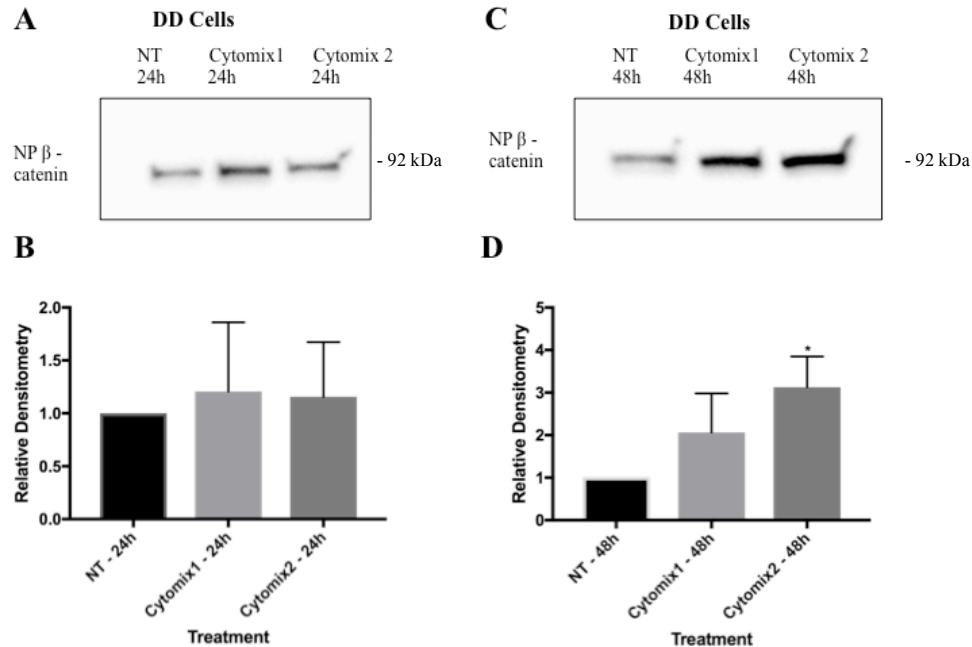 A
DD Cells
NT Cytomix1 Cytomix 2
24h 24h 24h
NP β -
catenin
- 92 kDa
B
2.0
1.5
1.0
0.5
0.0
Relative Densitometry
NT - 24h
Cytomix1 - 24h
Cytomix2 - 24h
Treatment
C
DD Cells
NT Cytomix1 Cytomix 2
48h 48h 48h
NP β -
catenin
- 92 kDa
D
5
4
3
2
1
0
*
Relative Densitometry
NT - 48h
Cytomix1 - 48h
Cytomix2 - 48h
Treatment